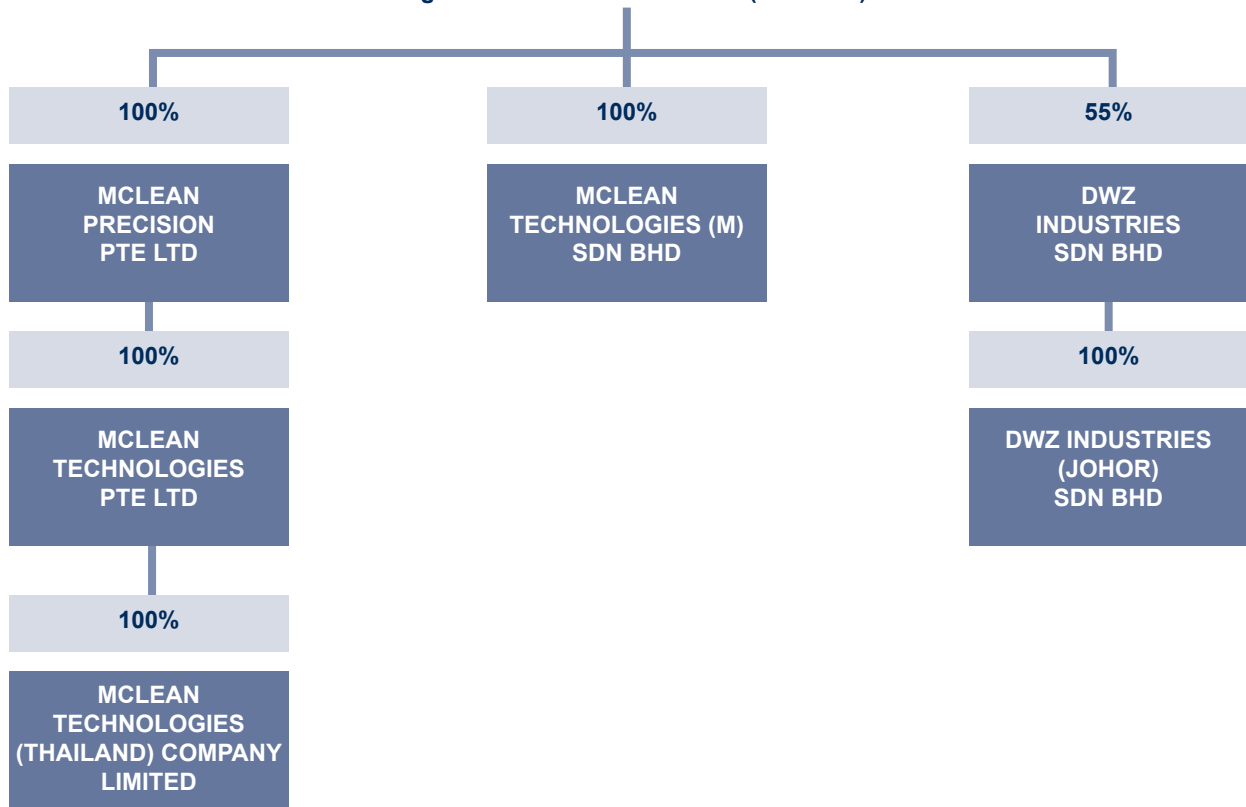 100%
MCLEAN
PRECISION
PTE LTD
100%
MCLEAN
TECHNOLOGIES
PTE LTD
100%
MCLEAN
TECHNOLOGIES
(THAILAND) COMPANY
LIMITED
100%
MCLEAN
TECHNOLOGIES (M)
SDN BHD
55%
DWZ
INDUSTRIES
SDN BHD
100%
DWZ INDUSTRIES
(JOHOR)
SDN BHD